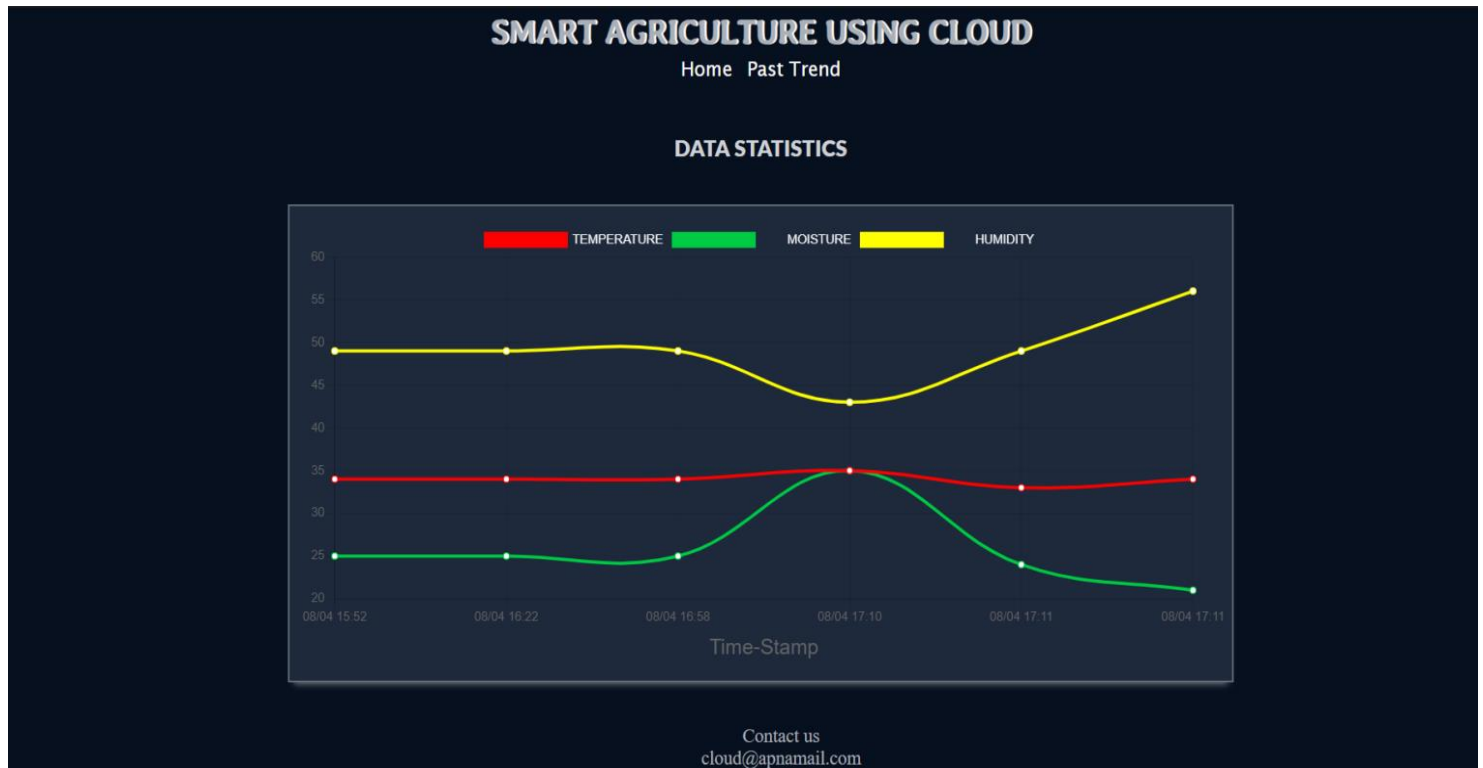 SMART AGRICULTURE USING CLOUD
Home Past Trend
DATA STATISTICS
TEMPERATURE MOISTURE HUMIDITY
60
55
50
45
40
35
30
25
20
08/04 15:52 08/04 16:22 08/04 16:58 08/04 17:10 08/04 17:11 08/04 17:11
Time-Stamp
Contact us
cloud@apnamail.com